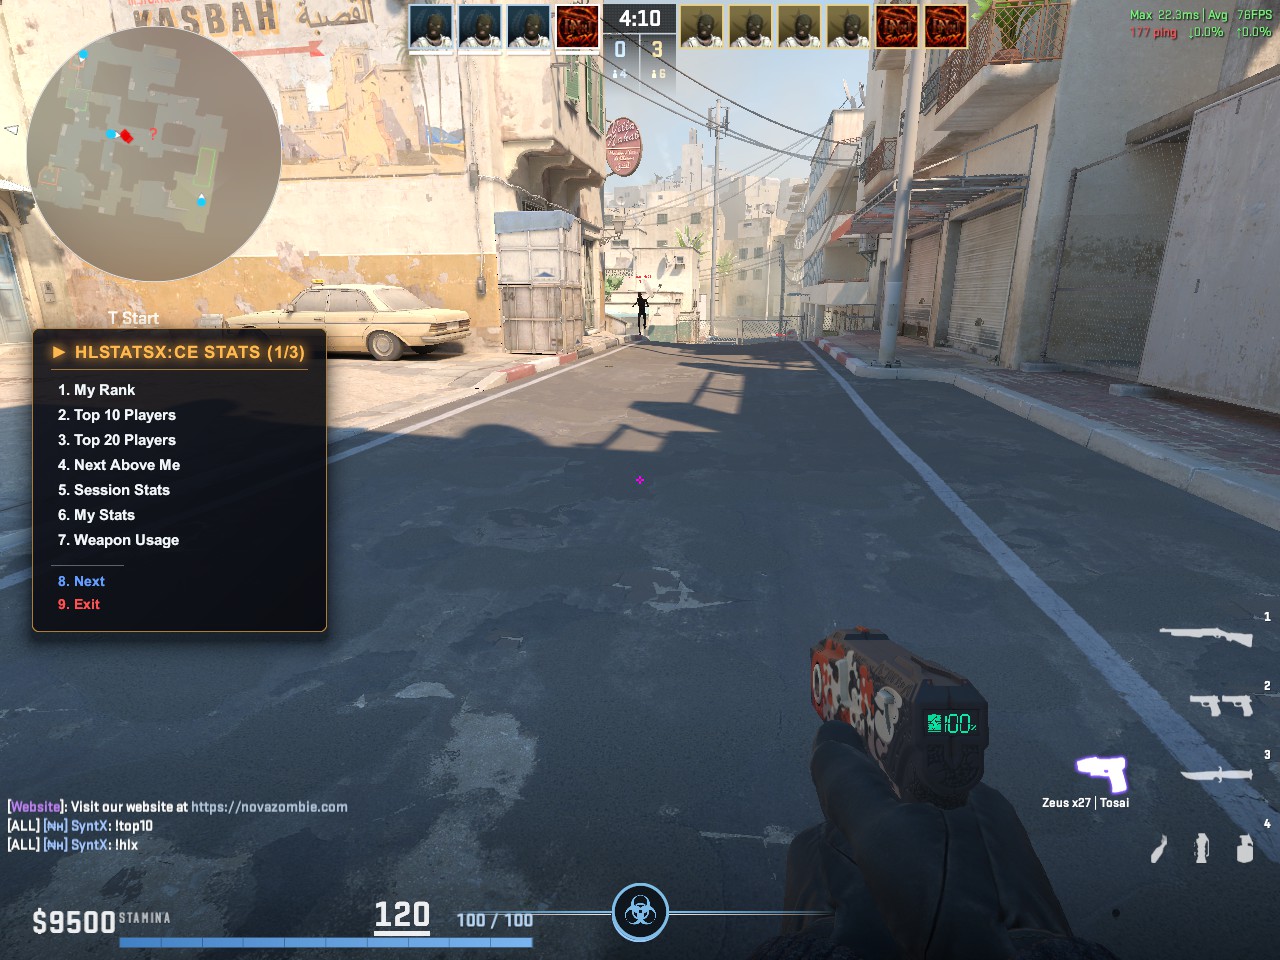 KASBAH
القصبة
4:10
0 3
4 6
Max 22.3ms | Avg 76FPS
177 ping ↓0.0% ↑0.0%
?
T Start
▶ HLSTATSX:CE STATS (1/3)
1. My Rank
2. Top 10 Players
3. Top 20 Players
4. Next Above Me
5. Session Stats
6. My Stats
7. Weapon Usage
8. Next
9. Exit
100%
1
2
3
Zeus x27 | Tosai
4
[Website]: Visit our website at https://novazombie.com
[ALL] [₦H] SyntX: !top10
[ALL] [₦H] SyntX: !hlx
$9500 STAMINA 120 100 / 100